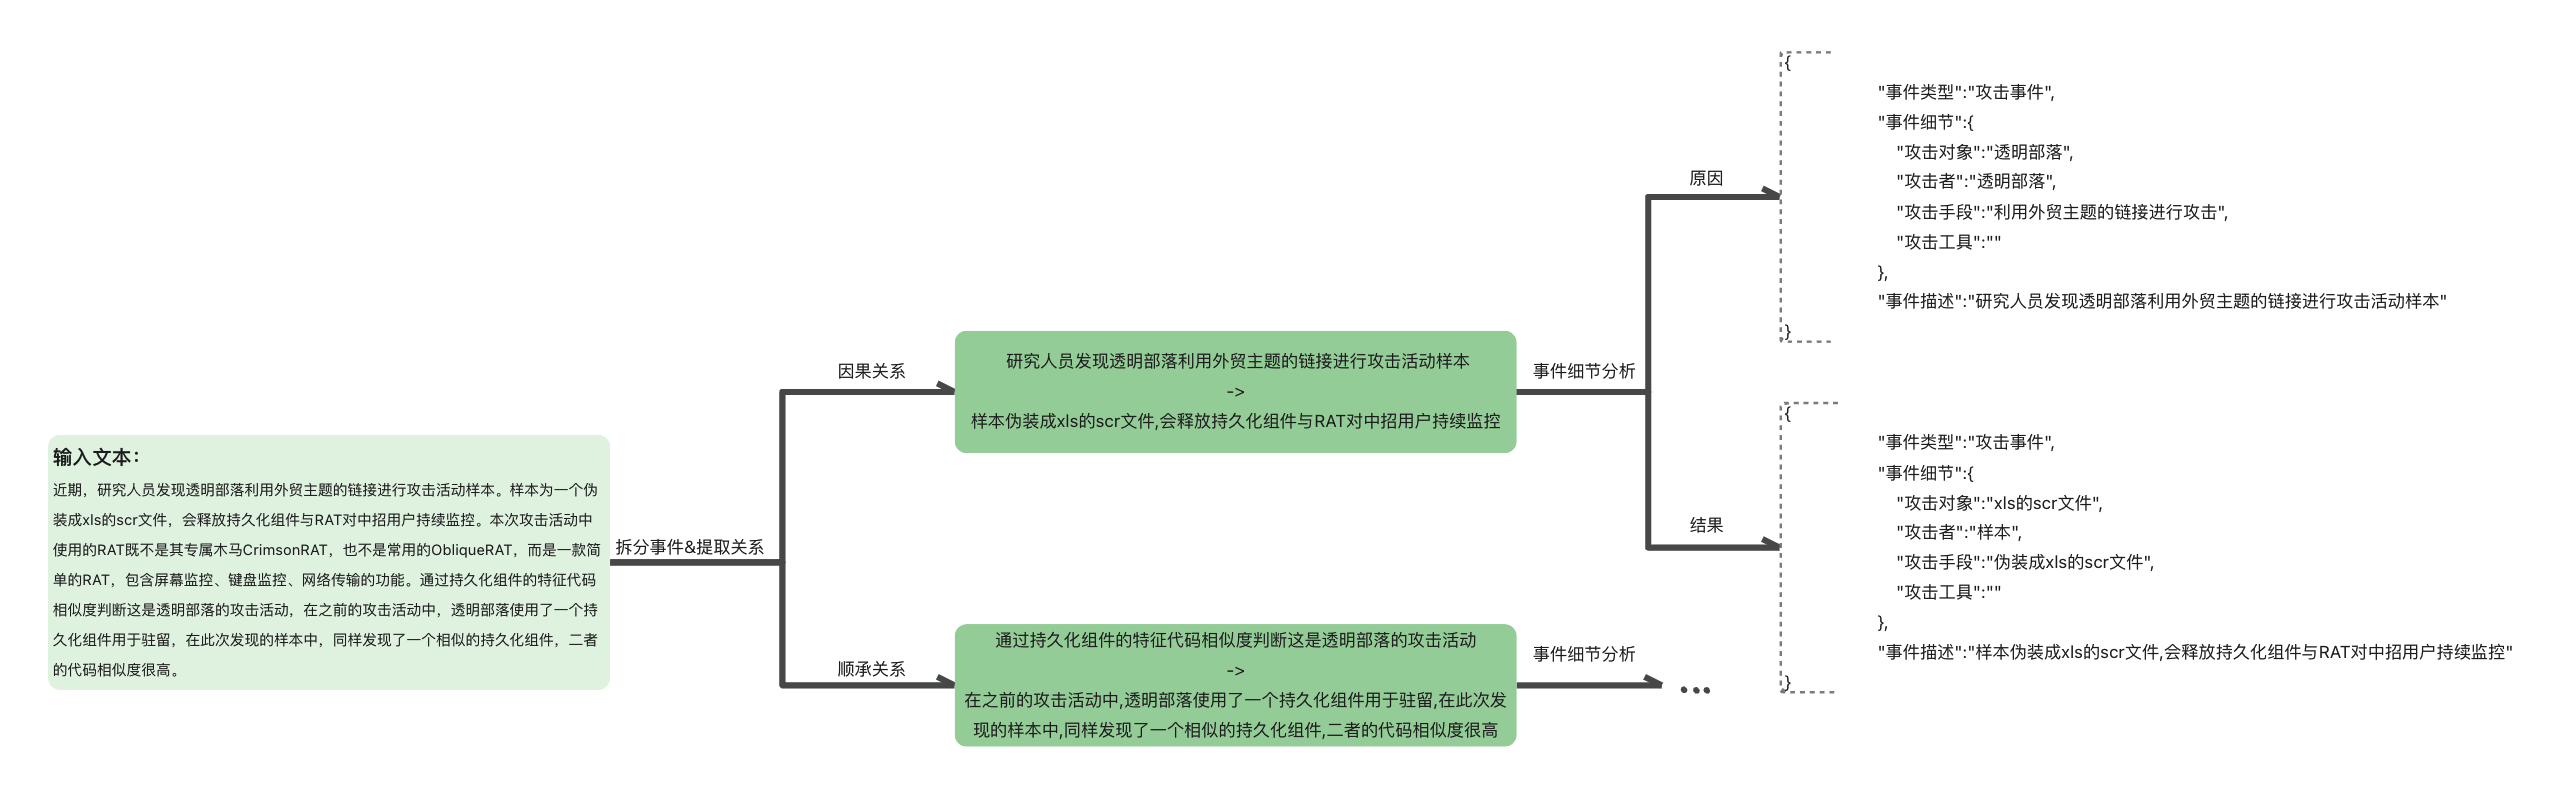 输入文本：
近期，研究人员发现透明部落利用外贸主题的链接进行攻击活动样本。样本为一个伪
装成xls的scr文件，会释放持久化组件与RAT对中招用户持续监控。本次攻击活动中
使用的RAT既不是其专属木马CrimsonRAT，也不是常用的ObliqueRAT，而是一款简
单的RAT，包含屏幕监控、键盘监控、网络传输的功能。通过持久化组件的特征代码
相似度判断这是透明部落的攻击活动，在之前的攻击活动中，透明部落使用了一个持
久化组件用于驻留，在此次发现的样本中，同样发现了一个相似的持久化组件，二者
的代码相似度很高。
拆分事件&提取关系
因果关系
研究人员发现透明部落利用外贸主题的链接进行攻击活动样本
->
样本伪装成xls的scr文件,会释放持久化组件与RAT对中招用户持续监控
事件细节分析
原因
{
"事件类型":"攻击事件",
"事件细节":{
"攻击对象":"透明部落",
"攻击者":"透明部落",
"攻击手段":"利用外贸主题的链接进行攻击",
"攻击工具":""
},
"事件描述":"研究人员发现透明部落利用外贸主题的链接进行攻击活动样本"
}
结果
{
"事件类型":"攻击事件",
"事件细节":{
"攻击对象":"xls的scr文件",
"攻击者":"样本",
"攻击手段":"伪装成xls的scr文件",
"攻击工具":""
},
"事件描述":"样本伪装成xls的scr文件,会释放持久化组件与RAT对中招用户持续监控"
}
顺承关系
通过持久化组件的特征代码相似度判断这是透明部落的攻击活动
->
在之前的攻击活动中,透明部落使用了一个持久化组件用于驻留,在此次发
现的样本中,同样发现了一个相似的持久化组件,二者的代码相似度很高
事件细节分析
...